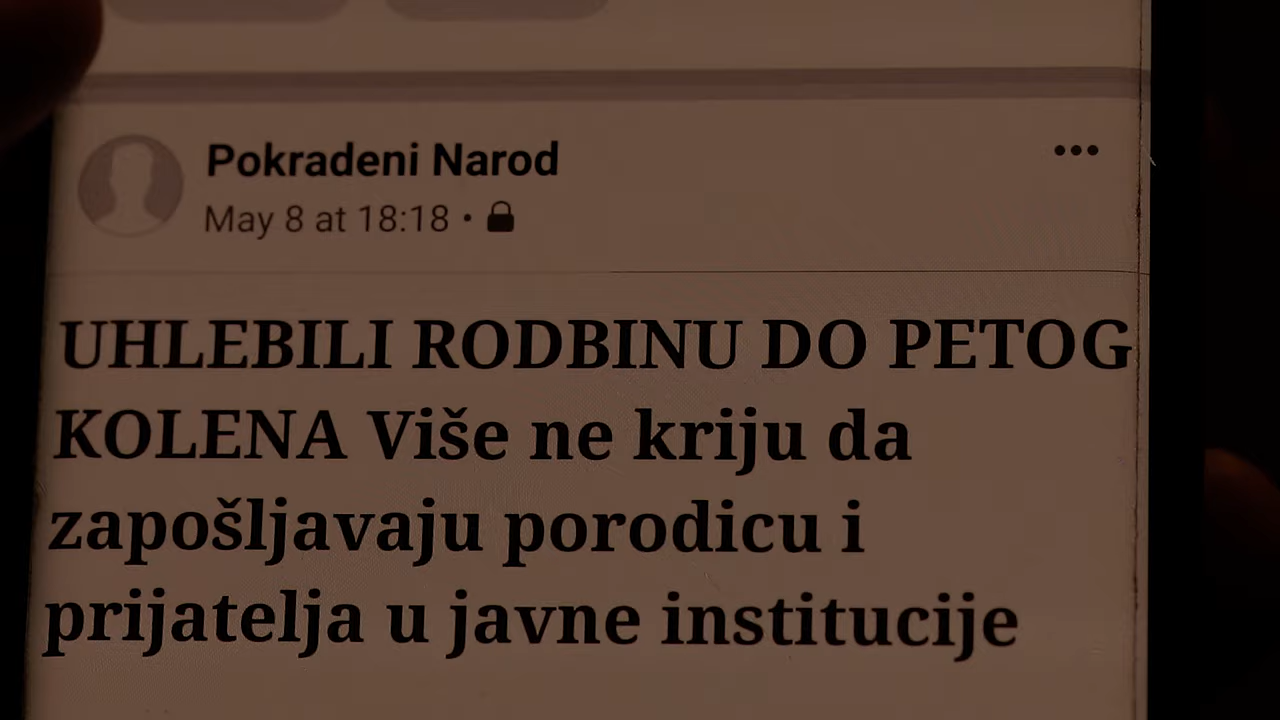 Pokradeni Narod
May 8 at 18:18 •
UHLEBILI RODBINU DO PETOG
KOLENA Više ne kriju da
zapošljavaju porodicu i
prijatelja u javne institucije